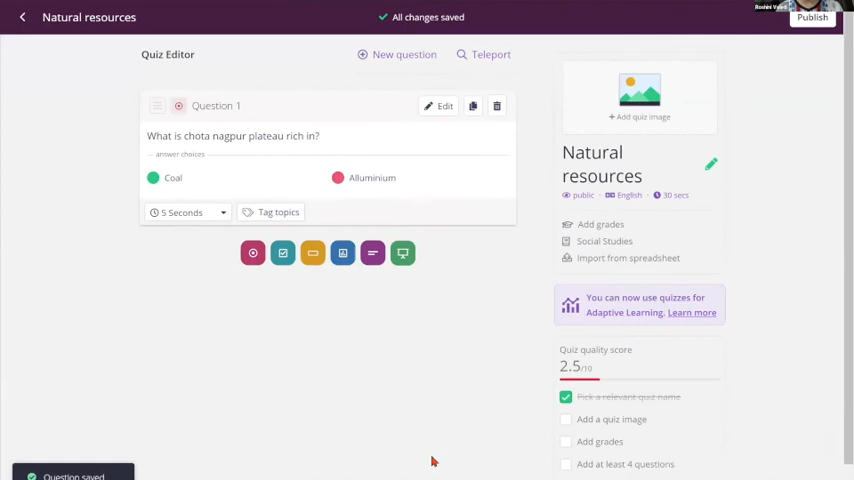 Natural resources
All changes saved
Publish
Quiz Editor
New question
Teleport
Question 1
Edit
What is chota nagpur plateau rich in?
answer choices
Coal
Alluminium
5 Seconds
Tag topics
+ Add quiz image
Natural
resources
public
English
30 secs
Add grades
Social Studies
Import from spreadsheet
You can now use quizzes for
Adaptive Learning. Learn more
Quiz quality score
2.5/10
Pick a relevant quiz name
Add a quiz image
Add grades
Add at least 4 questions
Question saved